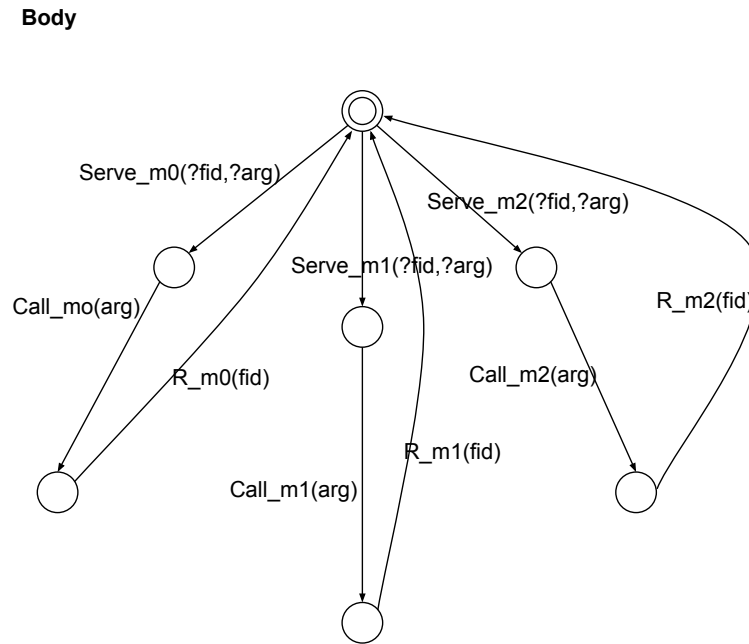 Body
Serve_m0(?fid,?arg)
Serve_m2(?fid,?arg)
Serve_m1(?fid,?arg)
Call_mo(arg)
R_m2(fid)
R_m0(fid)
Call_m2(arg)
R_m1(fid)
Call_m1(arg)